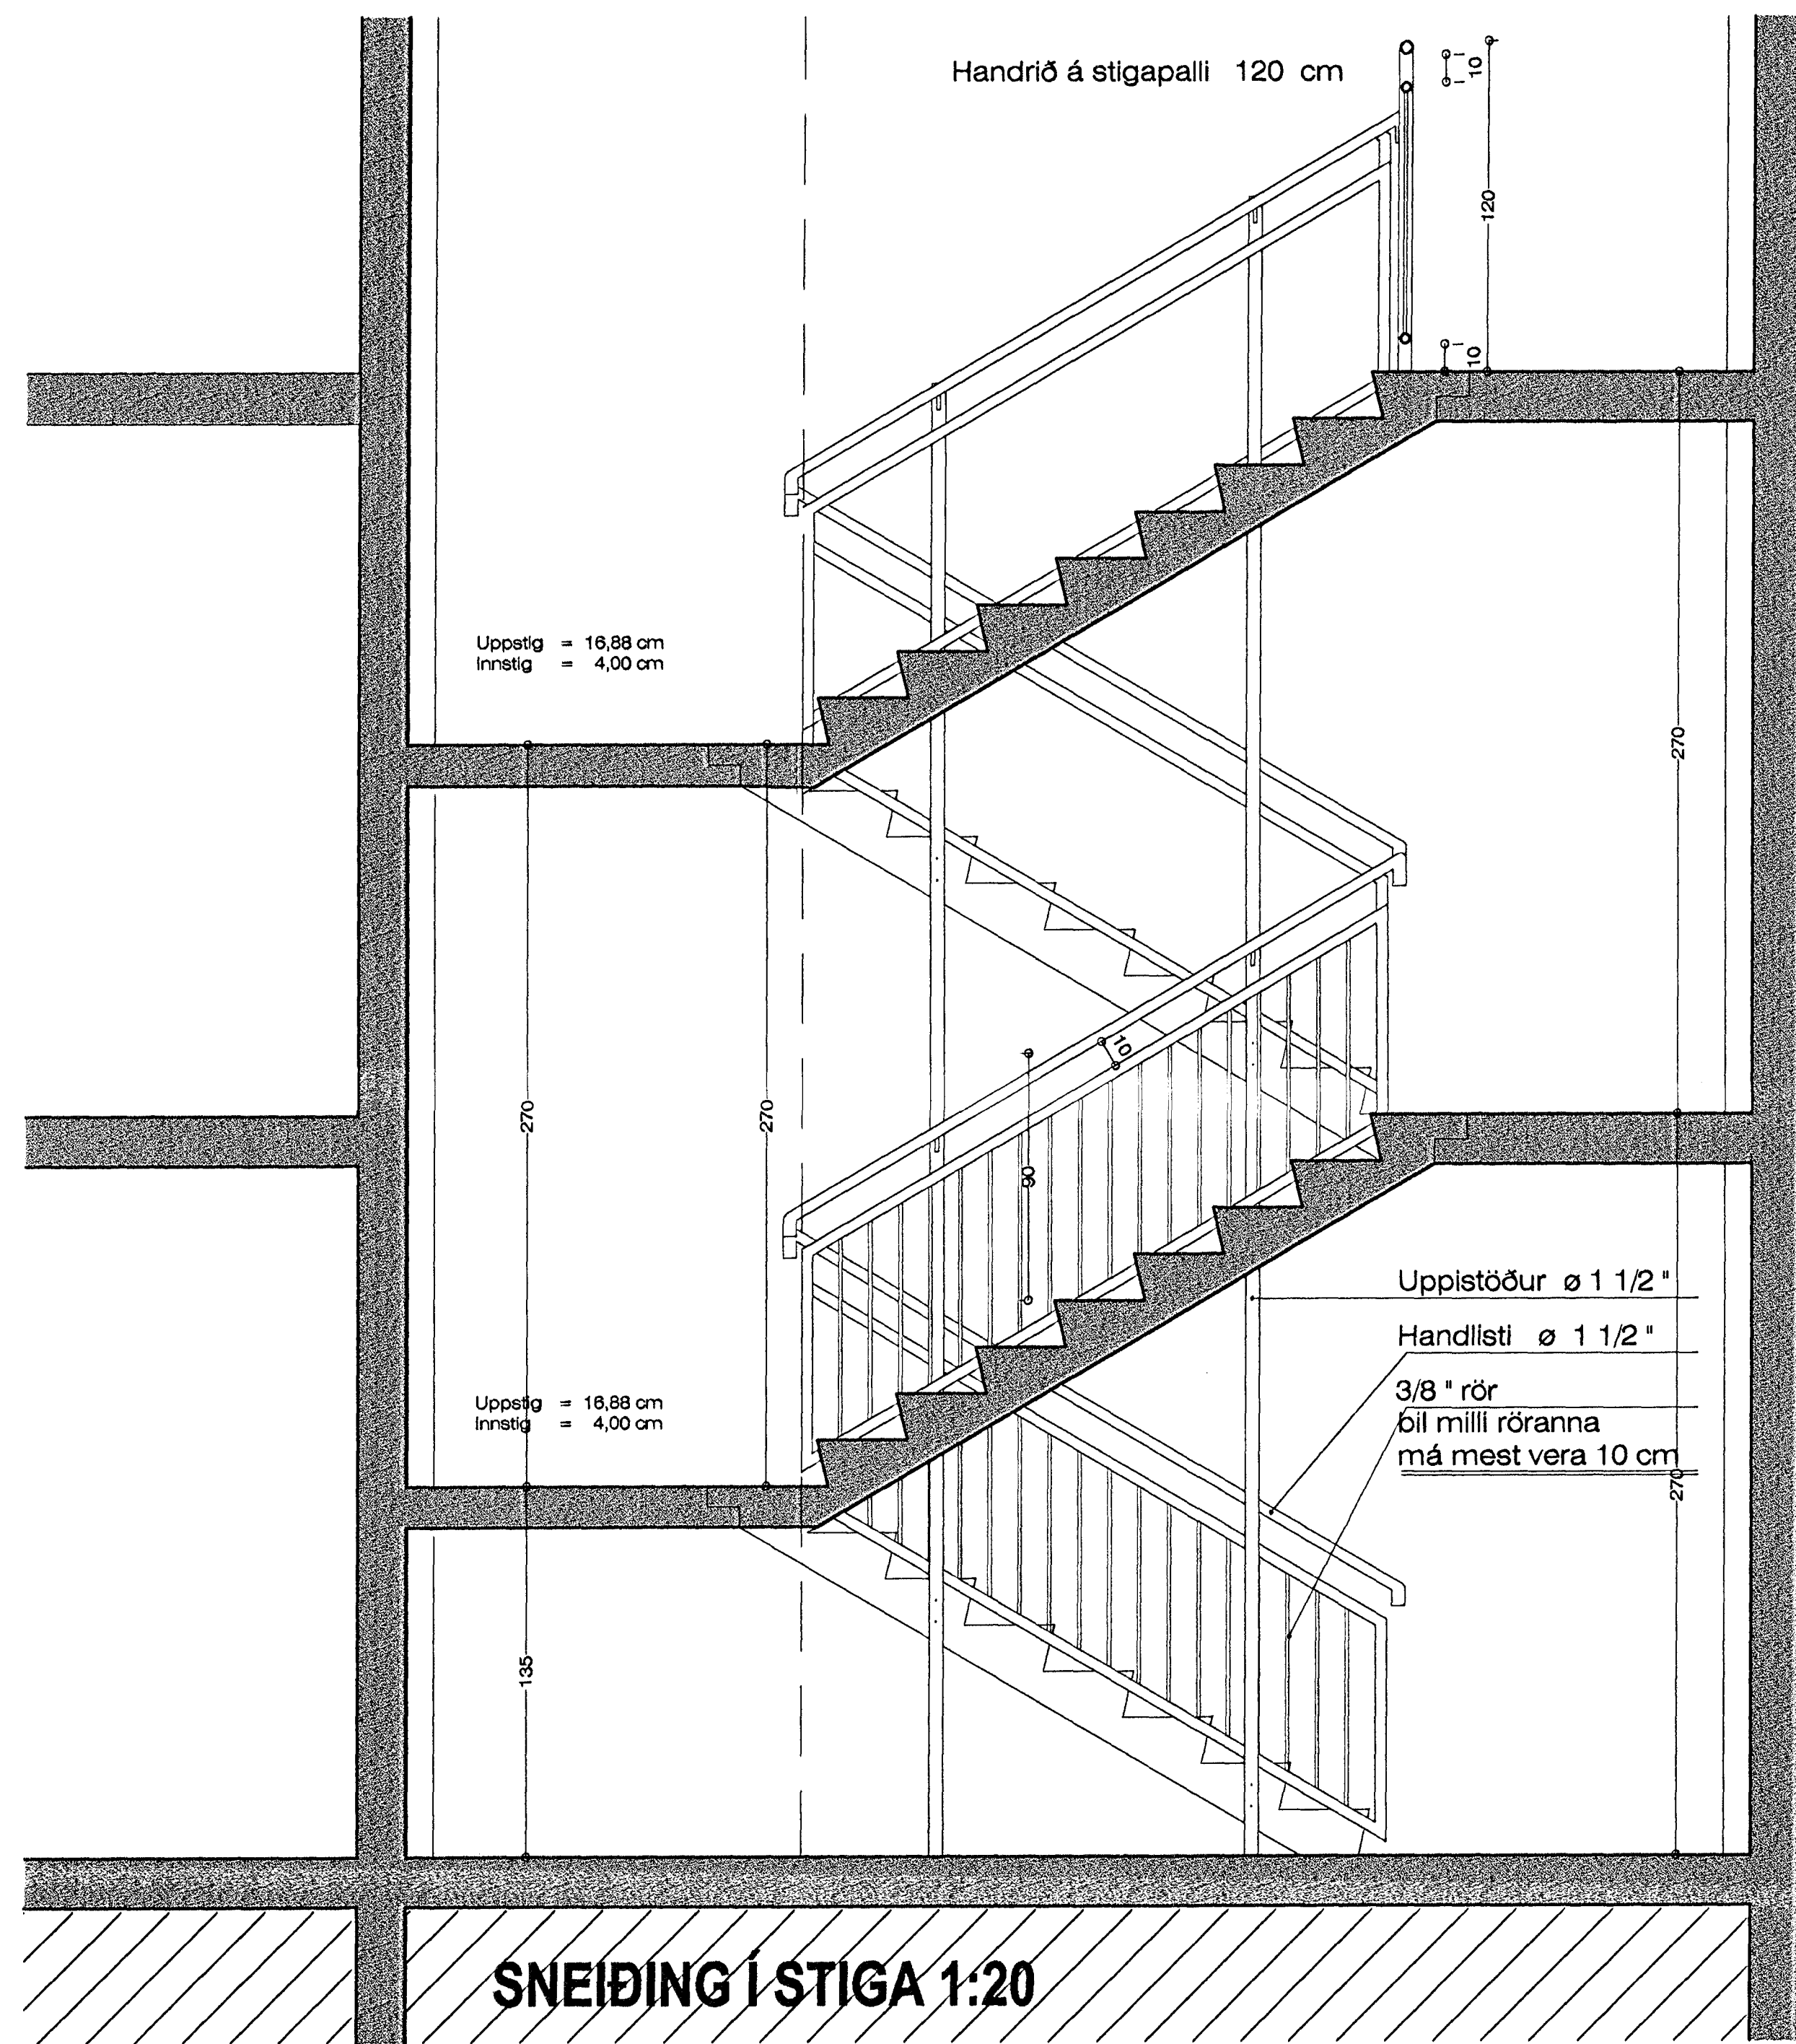 Handrið á stigapalli 120 cm
10
120
10
Uppstig = 16,88 cm
Innstig = 4,00 cm
270
270
270
10
90
Uppistöður ø 1 1/2 "
Handlisti ø 1 1/2 "
3/8 " rör
bil milli röranna
má mest vera 10 cm
Uppstig = 16,88 cm
Innstig = 4,00 cm
270
135
SNEIÐING Í STIGA 1:20